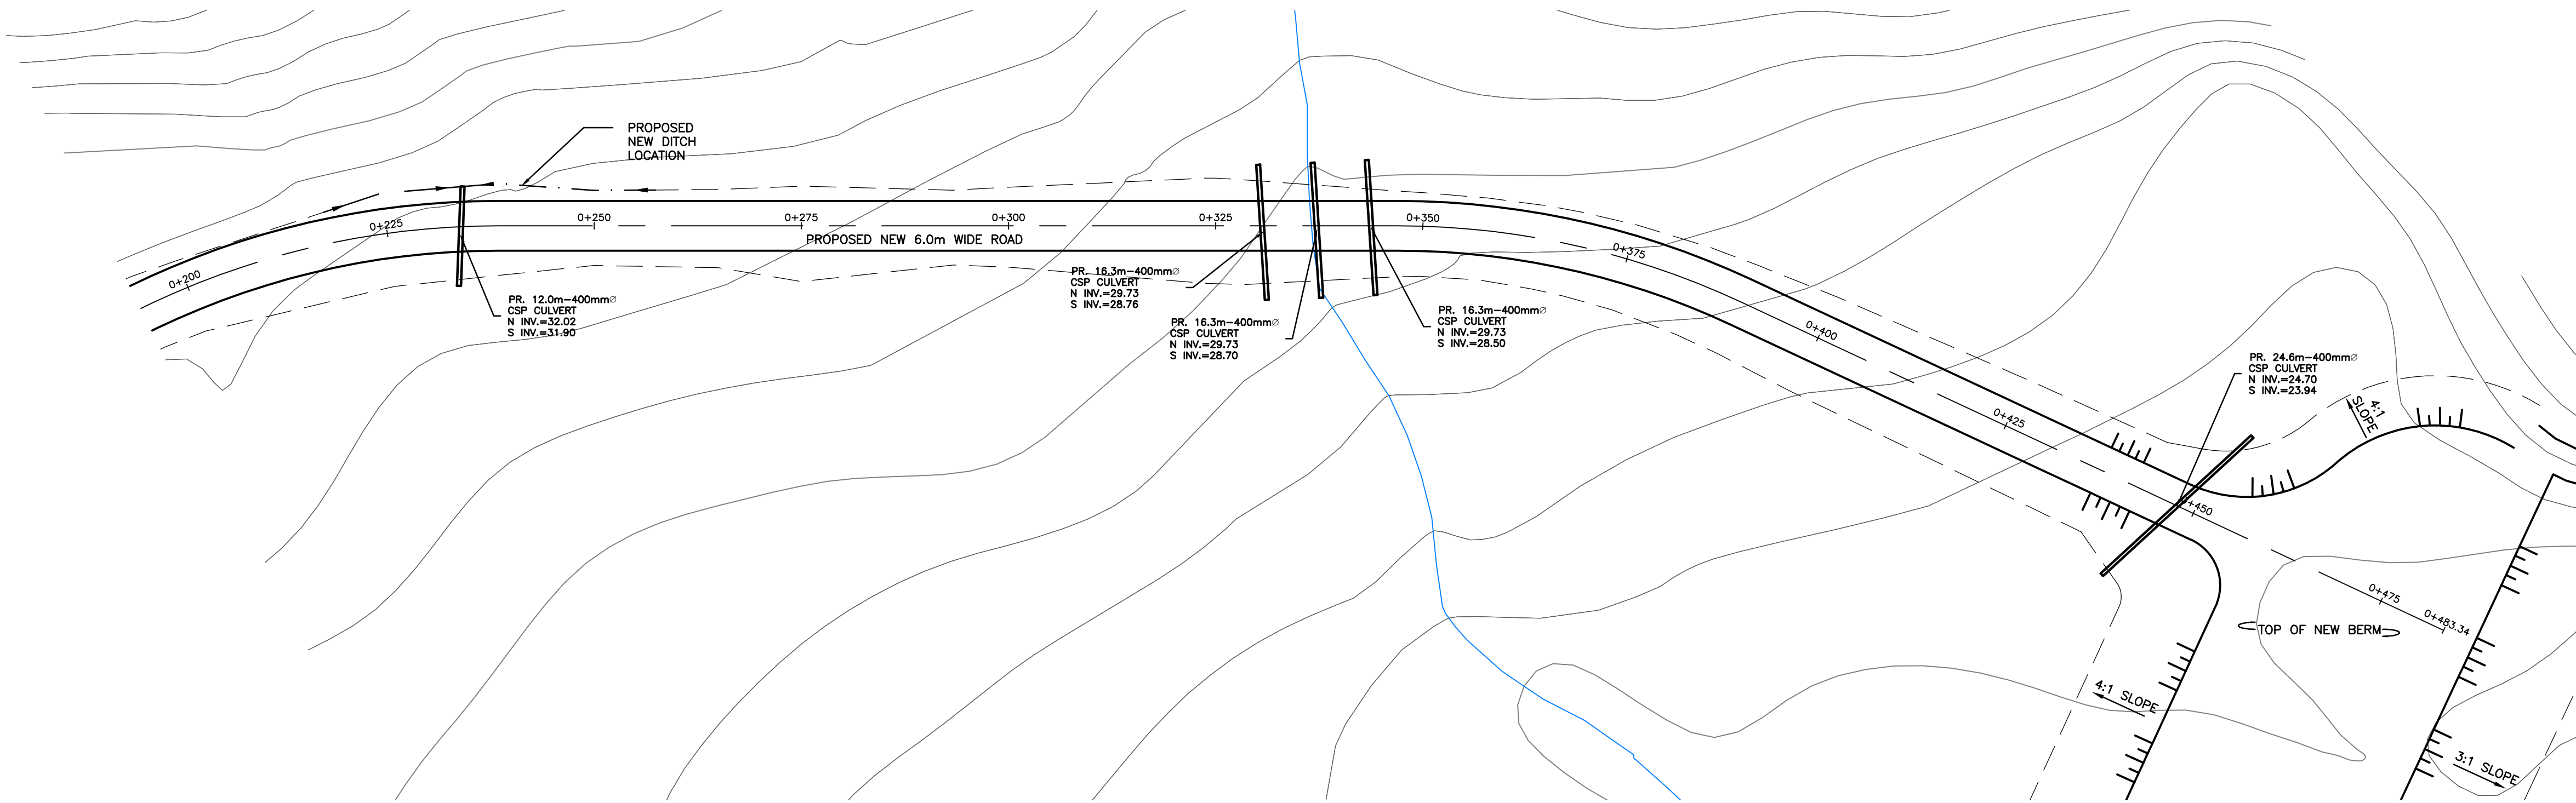 PROPOSED
NEW DITCH
LOCATION
0+200
0+225
0+250
0+275
0+300
0+325
0+350
0+375
0+400
0+425
0+450
0+475
0+483.34
PROPOSED NEW 6.0m WIDE ROAD
PR. 12.0m-400mm∅
CSP CULVERT
N INV.=32.02
S INV.=31.90
PR. 16.3m-400mm∅
CSP CULVERT
N INV.=29.73
S INV.=28.76
PR. 16.3m-400mm∅
CSP CULVERT
N INV.=29.73
S INV.=28.70
PR. 16.3m-400mm∅
CSP CULVERT
N INV.=29.73
S INV.=28.50
PR. 24.6m-400mm∅
CSP CULVERT
N INV.=24.70
S INV.=23.94
4:1
SLOPE
TOP OF NEW BERM
4:1 SLOPE
3:1 SLOPE